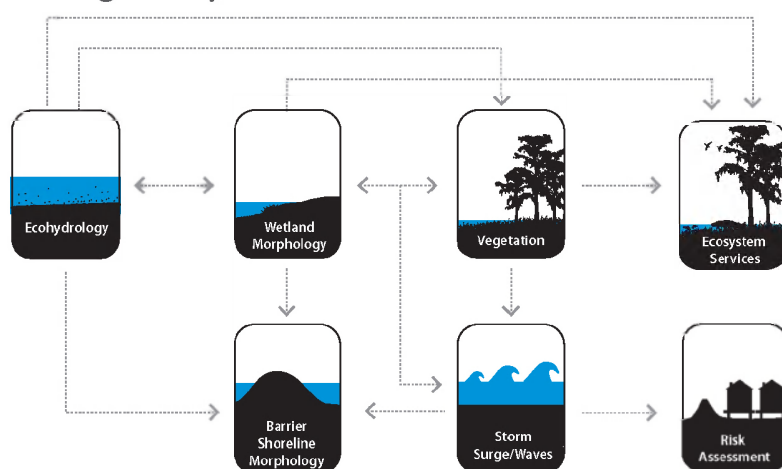 Ecohydrology
Wetland
Morphology
Vegetation
Ecosystem
Services
Barrier
Shoreline
Morphology
Storm
Surge/Waves
Risk
Assessment